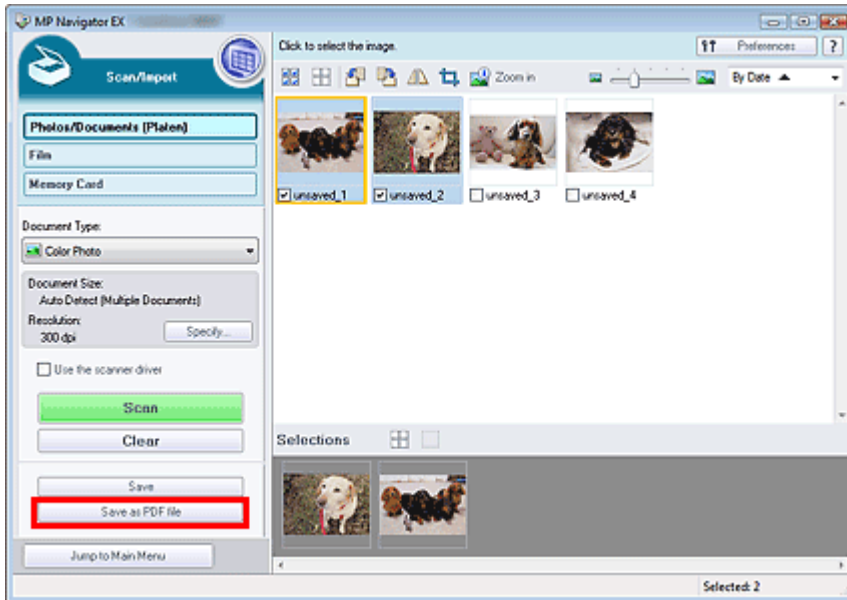 MP Navigator EX
Scan/Import
Photos/Documents (Platen)
Film
Memory Card
Document Type:
Color Photo
Document Size:
Auto Detect (Multiple Documents)
Resolution:
300 dpi
Specify...
Use the scanner driver
Scan
Clear
Save
Save as PDF file
Jump to Main Menu
Click to select the image.
Preferences
?
Zoom in
By Date
unsaved_1
unsaved_2
unsaved_3
unsaved_4
Selections
Selected: 2